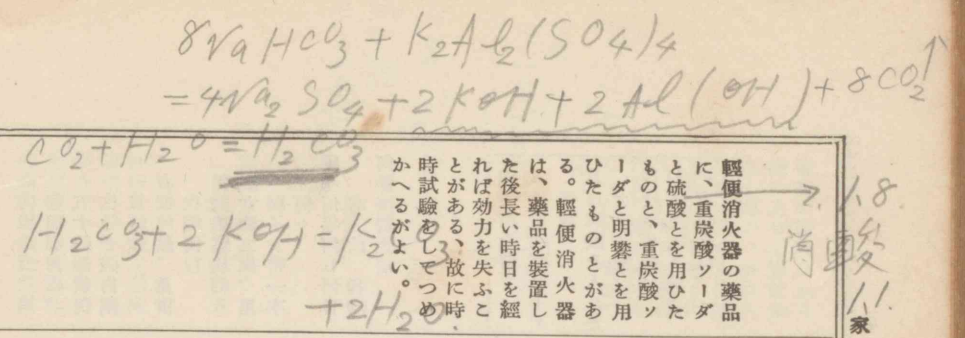 8NaHCO3 + K2Al2(SO4)4
=4Na2SO4 + 2KOH + 2Al(OH) + 8CO2↑
CO2+H2O = H2CO3
H2CO3+2KOH=K2CO3
+2H2O.
輕便消火器の藥品
に、重炭酸ソーダ
と硫酸とを用ひた
ものと、重炭酸ソ
ーダと明礬とを用
ひたものとがあ
る。輕便消火器
は、藥品を裝置し
た後長い時日を經
れば効力を失ふこ
とがある、故に時
時試驗をしてつめ
かへるがよい。
1.8.
酸
1.1.
家